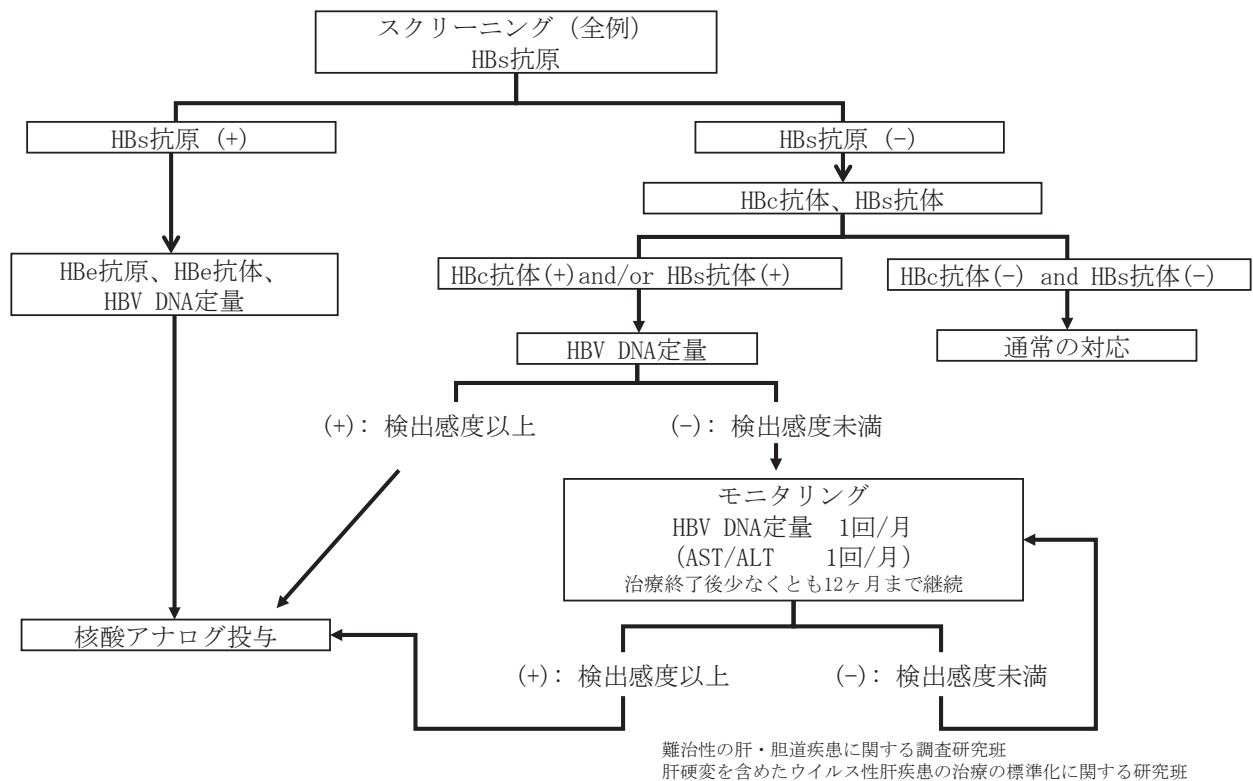 スクリーニング (全例)
HBs抗原
HBs抗原 (+)
HBs抗原 (-)
HBc抗体、HBs抗体
HBe抗原、HBe抗体、
HBV DNA定量
HBc抗体(+)and/or HBs抗体(+)
HBc抗体(-) and HBs抗体(-)
HBV DNA定量
通常の対応
(+): 検出感度以上
(-): 検出感度未満
モニタリング
HBV DNA定量 1回/月
(AST/ALT 1回/月)
治療終了後少なくとも12ヶ月まで継続
核酸アナログ投与
(+): 検出感度以上
(-): 検出感度未満
難治性の肝・胆道疾患に関する調査研究班
肝硬変を含めたウイルス性肝疾患の治療の標準化に関する研究班